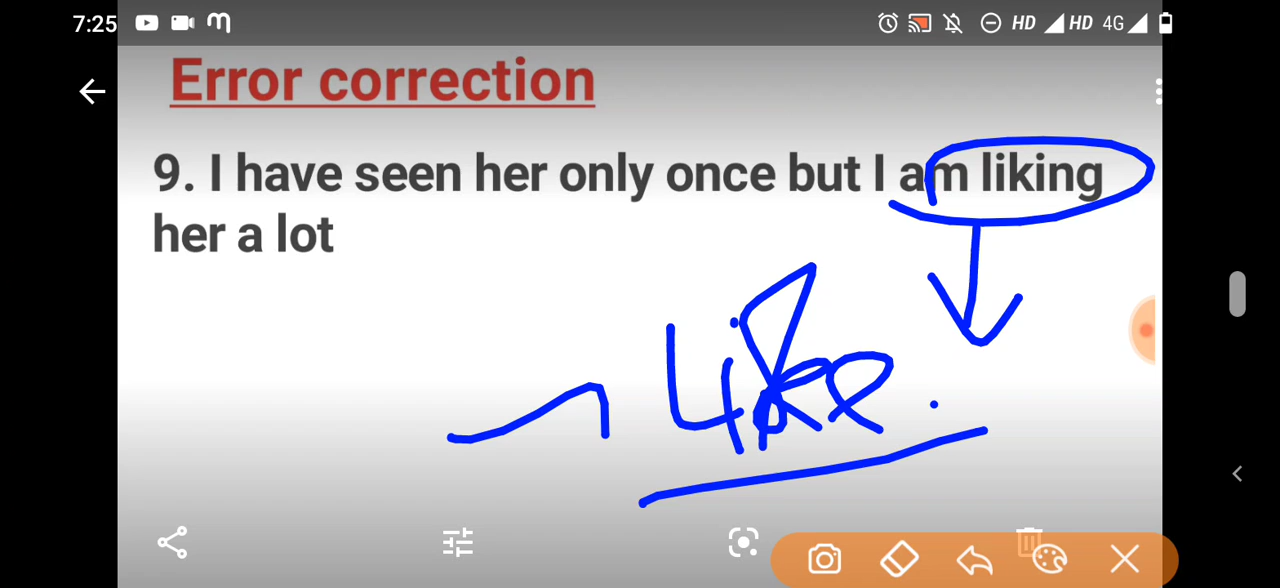 7:25 HD HD 4G
Error correction
9. I have seen her only once but I am liking
her a lot
like.